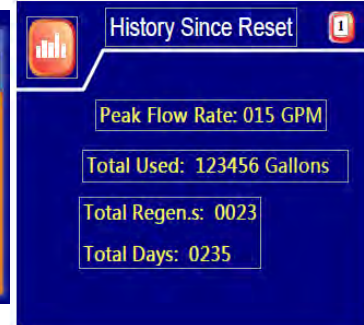 History Since Reset
1
Peak Flow Rate: 015 GPM
Total Used: 123456 Gallons
Total Regen.s: 0023
Total Days: 0235